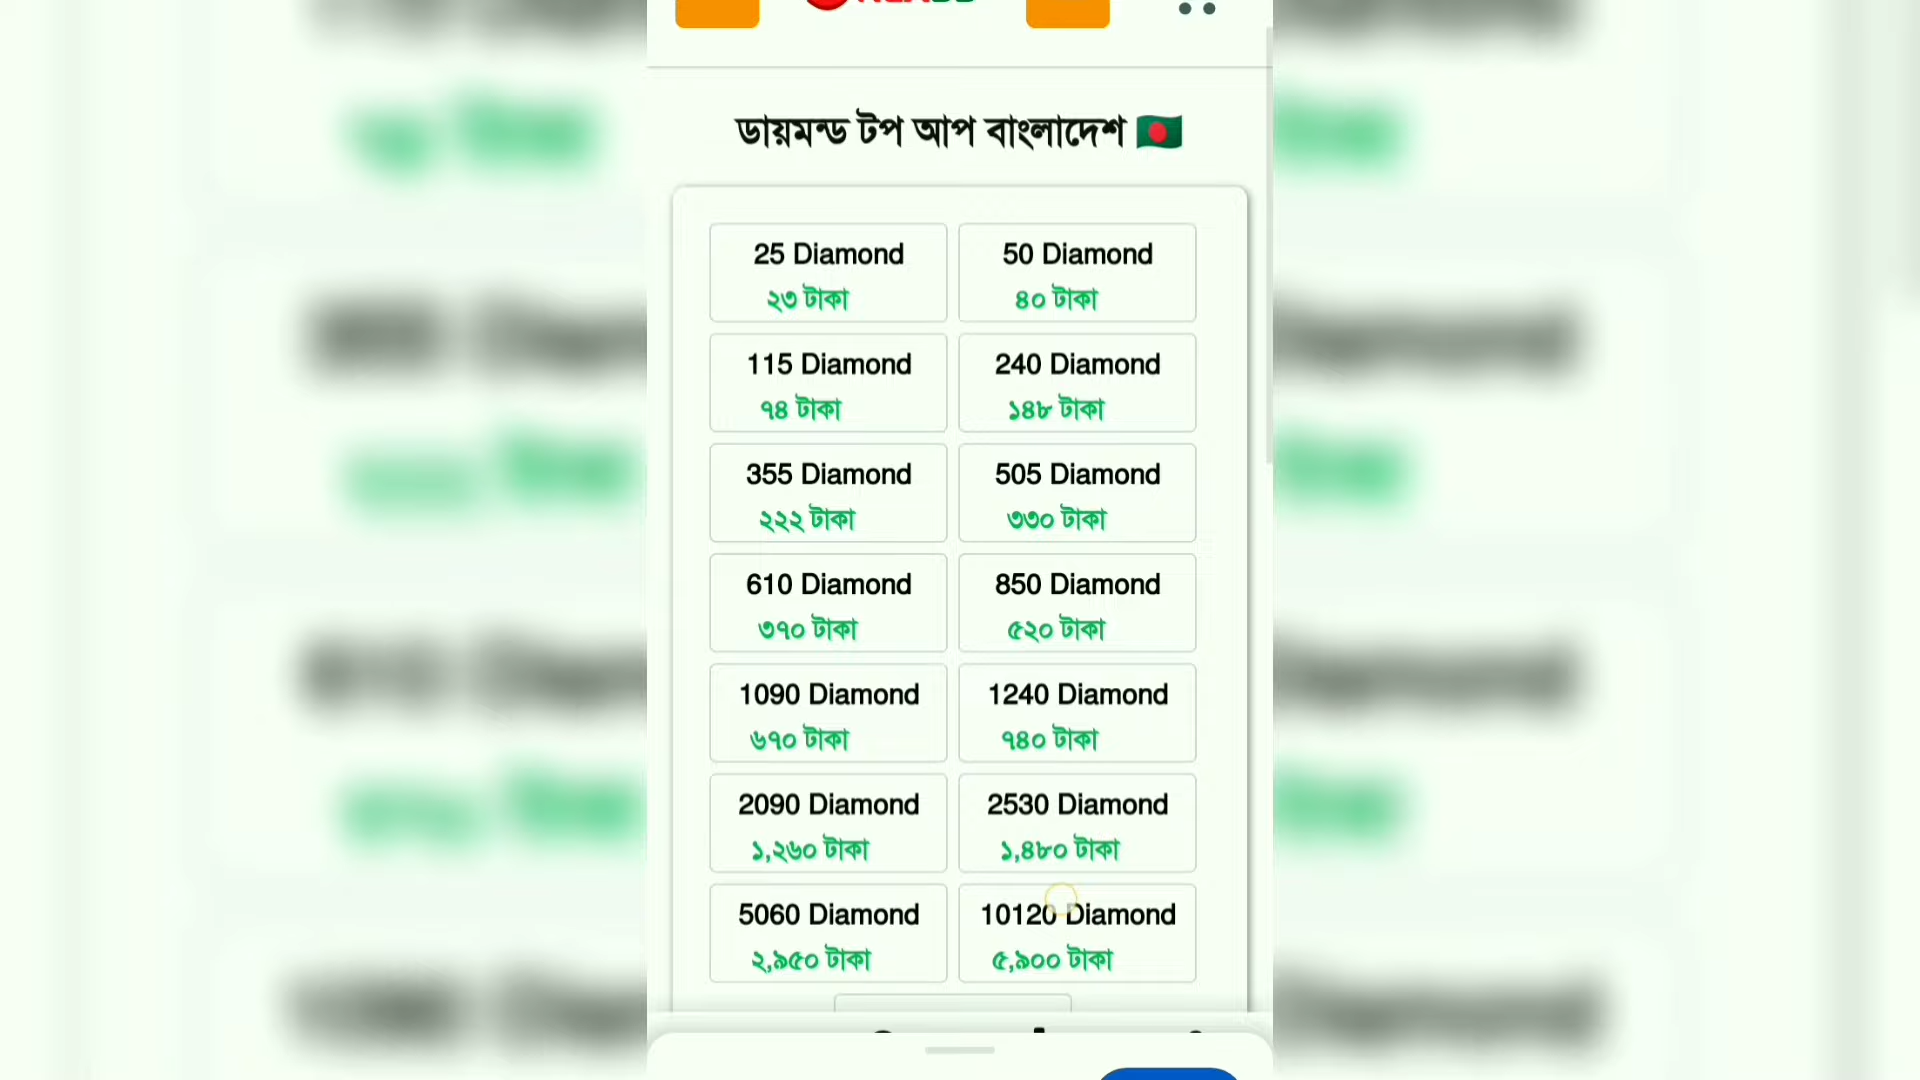 ডায়মন্ড টপ আপ বাংলাদেশ
25 Diamond
২৩ টাকা
50 Diamond
৪০ টাকা
115 Diamond
৭৪ টাকা
240 Diamond
১৪৮ টাকা
355 Diamond
২২২ টাকা
505 Diamond
৩৩০ টাকা
610 Diamond
৩৭০ টাকা
850 Diamond
৫২০ টাকা
1090 Diamond
৬৭০ টাকা
1240 Diamond
৭৪০ টাকা
2090 Diamond
১,২৬০ টাকা
2530 Diamond
১,৪৮০ টাকা
5060 Diamond
২,৯৫০ টাকা
10120 Diamond
৫,৯০০ টাকা